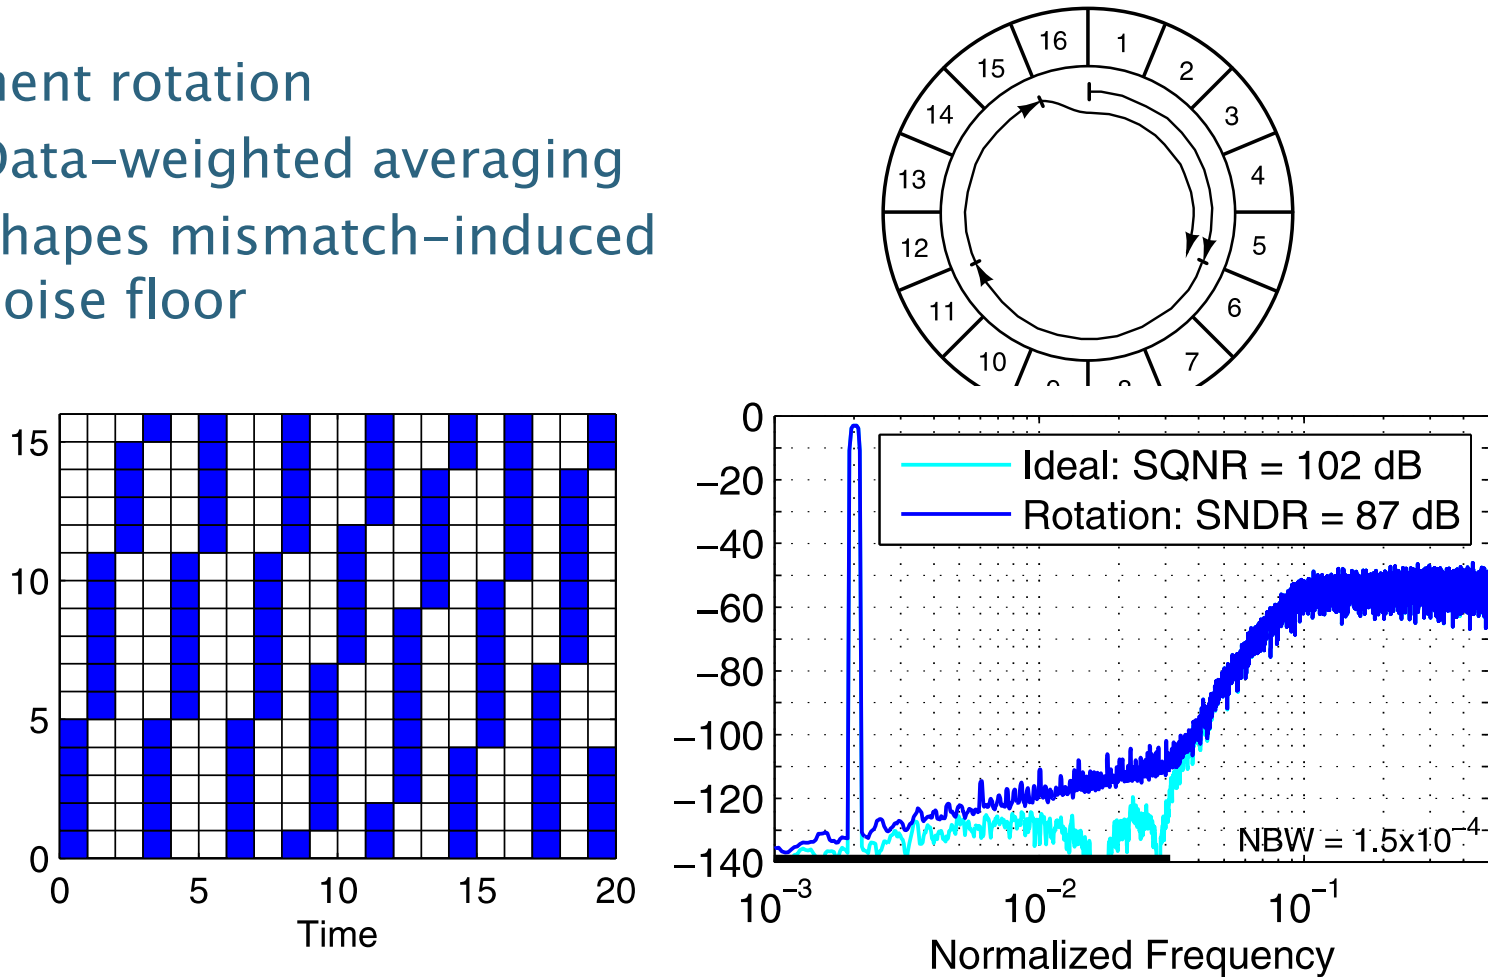 nent rotation
Data–weighted averaging
hapes mismatch–induced
oise floor
16 1
15 2
14 3
13 4
12 5
11 6
10 7
9 8
15
10
5
0
0 5 10 15 20
Time
0
−20
−40
−60
−80
−100
−120
−140
Ideal: SQNR = 102 dB
Rotation: SNDR = 87 dB
NBW = 1.5x10−4
10−3 10−2 10−1
Normalized Frequency